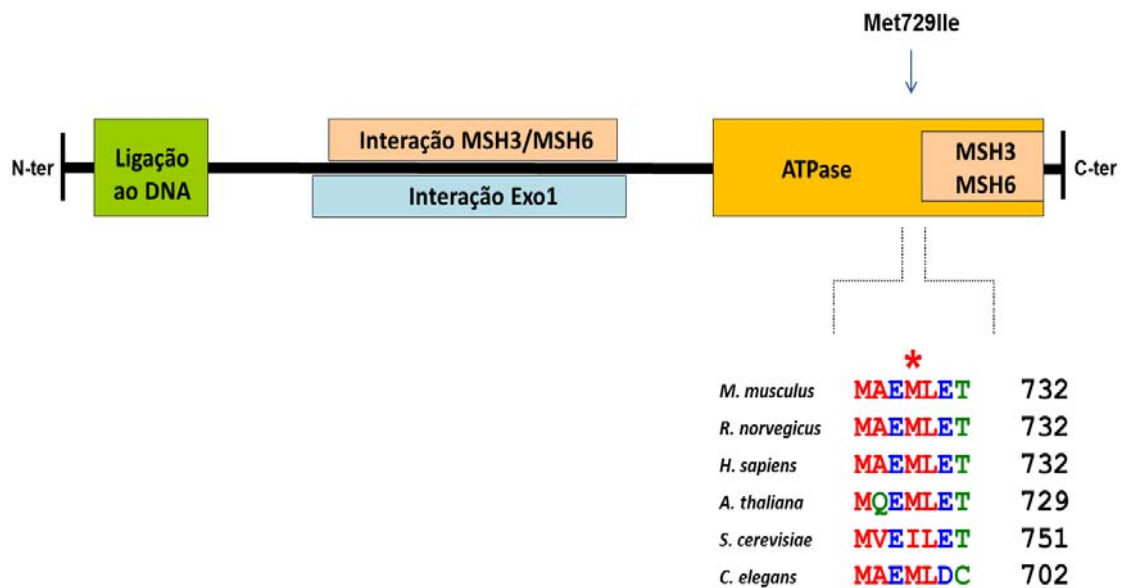 Met729Ile
N-ter
Ligação
ao DNA
Interação MSH3/MSH6
Interação Exo1
ATPase
MSH3
MSH6
C-ter
*
M. musculus MAEMLET 732
R. norvegicus MAEMLET 732
H. sapiens MAEMLET 732
A. thaliana MQEMLET 729
S. cerevisiae MVEILET 751
C. elegans MAEMLDC 702